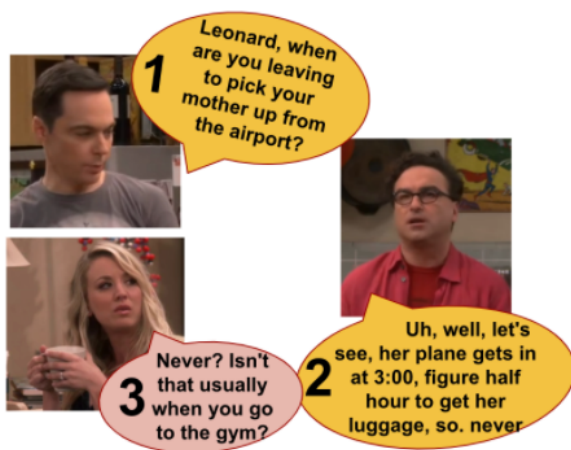 1
Leonard, when
are you leaving
to pick your
mother up from
the airport?
2
Uh, well, let's
see, her plane gets in
at 3:00, figure half
hour to get her
luggage, so. never
3
Never? Isn't
that usually
when you go
to the gym?